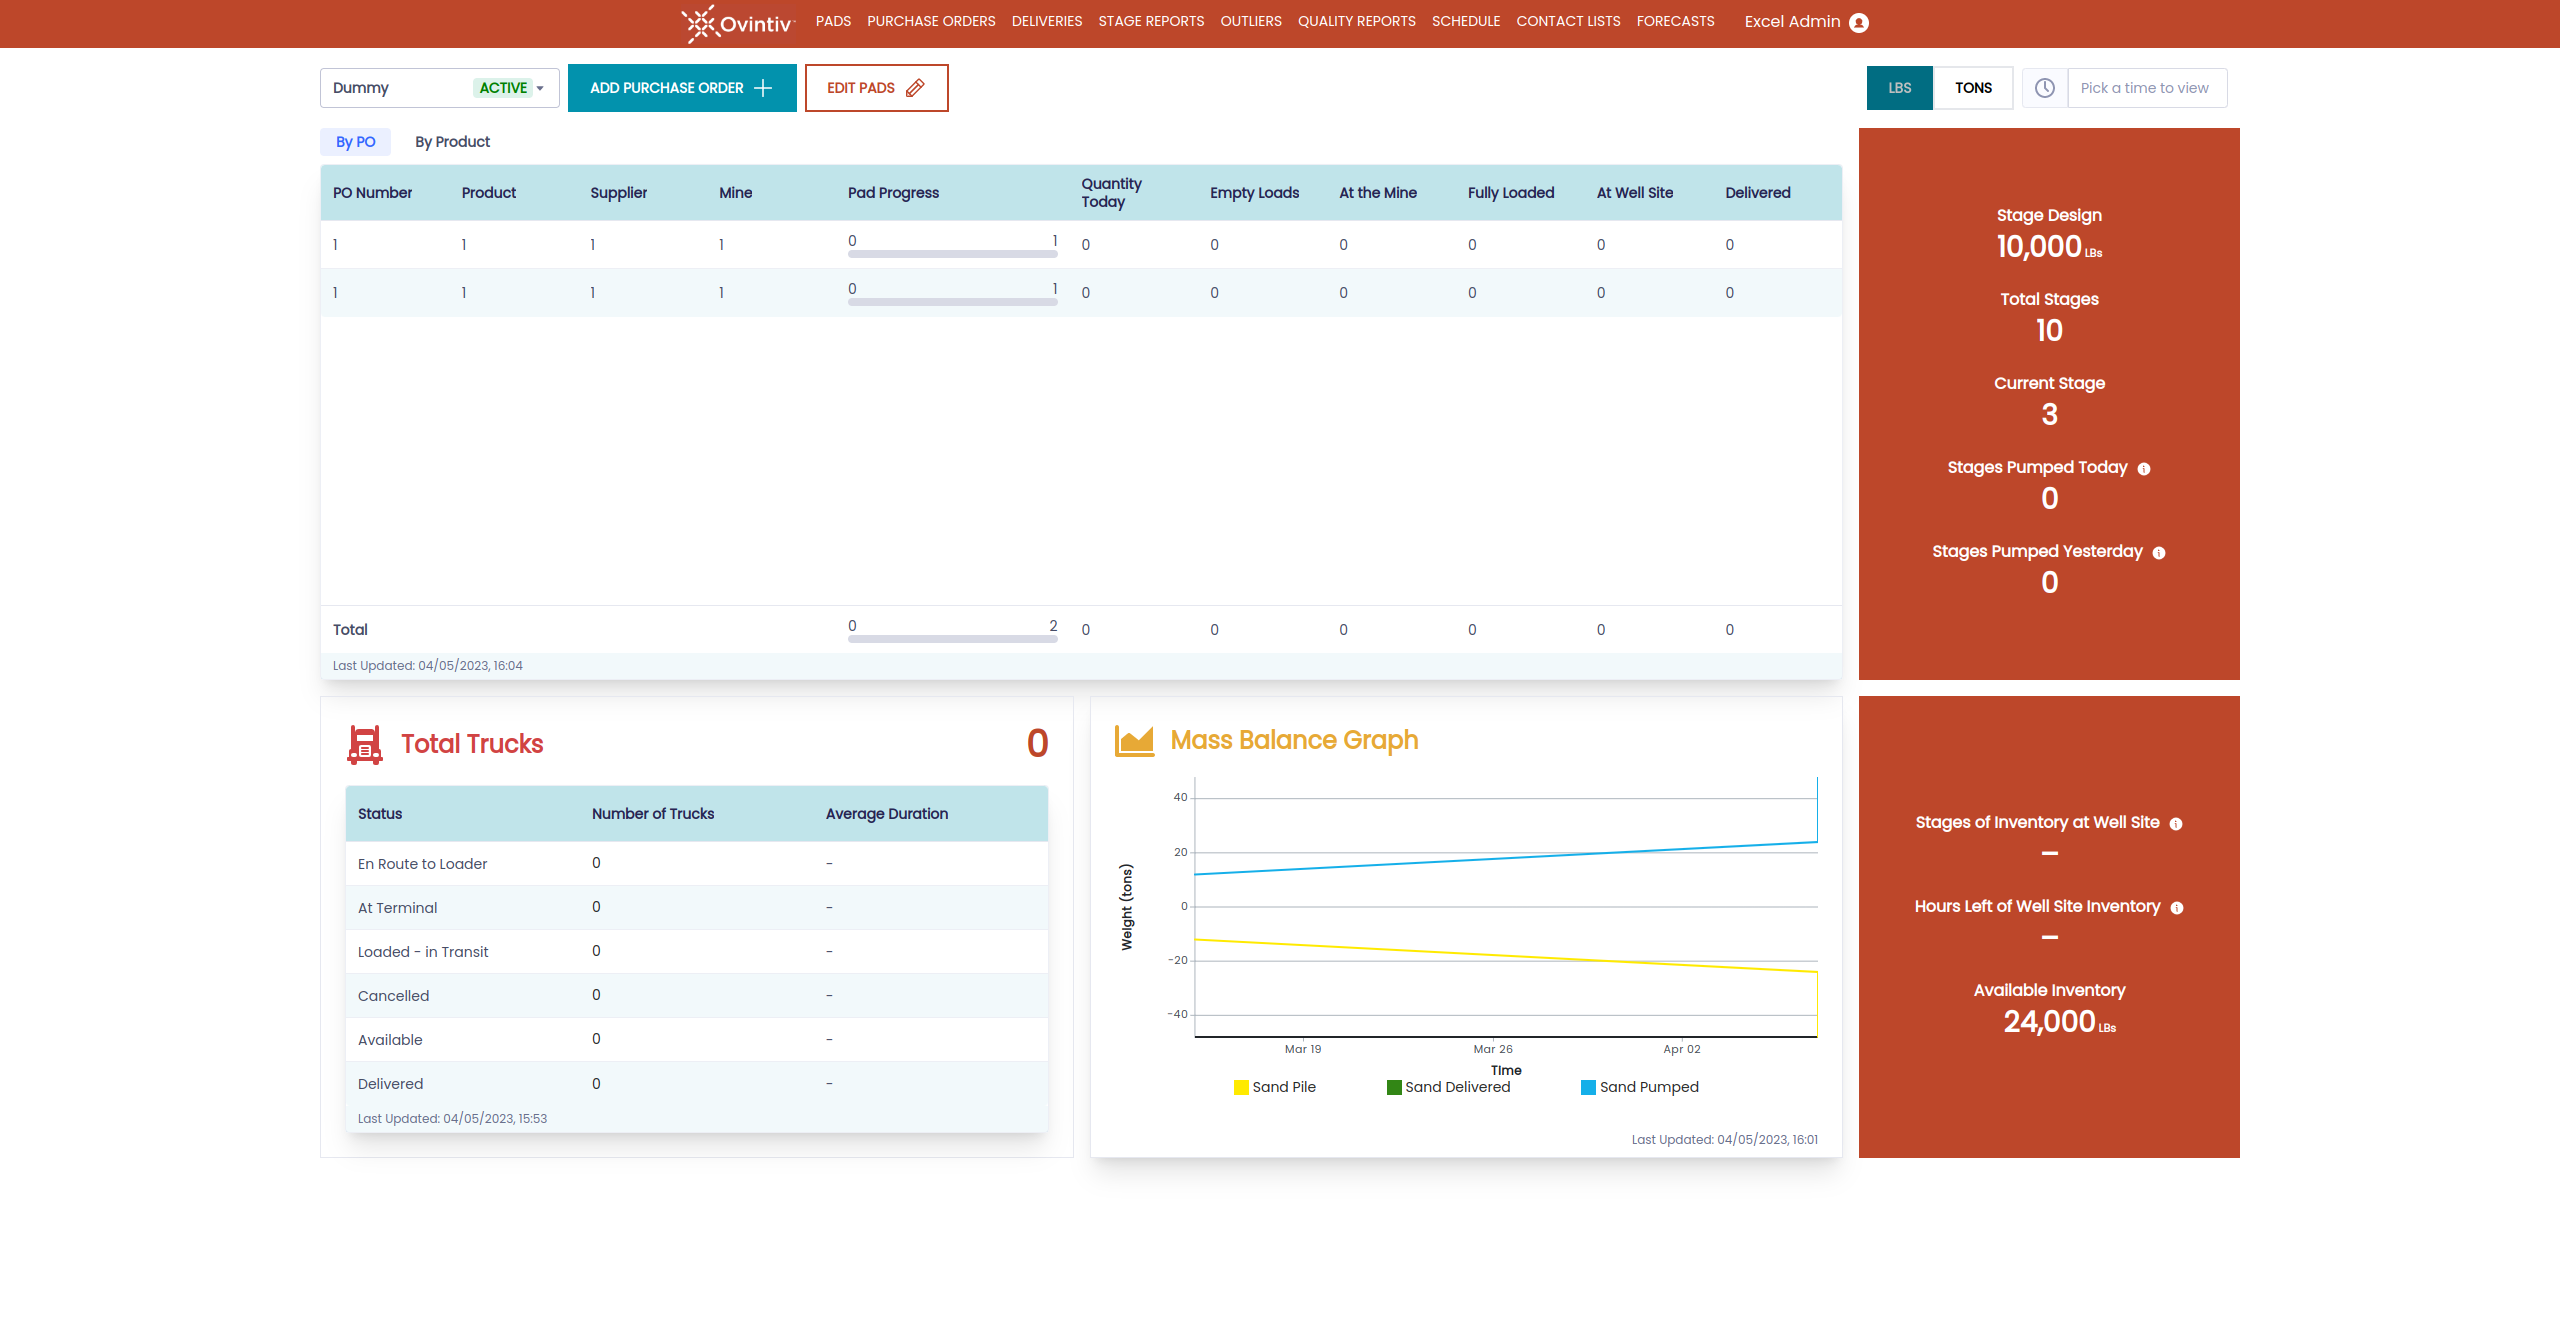 Ovintiv PADS PURCHASE ORDERS DELIVERIES STAGE REPORTS OUTLIERS QUALITY REPORTS SCHEDULE CONTACT LISTS FORECASTS Excel Admin
Dummy ACTIVE ADD PURCHASE ORDER EDIT PADS LBS TONS Pick a time to view
By PO By Product
PO Number Product Supplier Mine Pad Progress Quantity Today Empty Loads At the Mine Fully Loaded At Well Site Delivered
1 1 1 1 0 1 0 0 0 0 0 0
1 1 1 1 0 1 0 0 0 0 0 0
Total 0 2 0 0 0 0 0 0
Last Updated: 04/05/2023, 16:04
Stage Design
10,000 LBs
Total Stages
10
Current Stage
3
Stages Pumped Today
0
Stages Pumped Yesterday
0
Total Trucks 0
Status Number of Trucks Average Duration
En Route to Loader 0 -
At Terminal 0 -
Loaded - in Transit 0 -
Cancelled 0 -
Available 0 -
Delivered 0 -
Last Updated: 04/05/2023, 15:53
Mass Balance Graph
Weight (tons)
40
20
0
-20
-40
Mar 19 Mar 26 Apr 02
Time
Sand Pile Sand Delivered Sand Pumped
Last Updated: 04/05/2023, 16:01
Stages of Inventory at Well Site
–
Hours Left of Well Site Inventory
–
Available Inventory
24,000 LBs